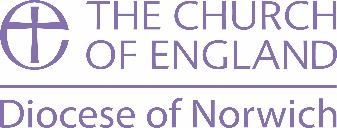 THE CHURCH
OF ENGLAND
Diocese of Norwich